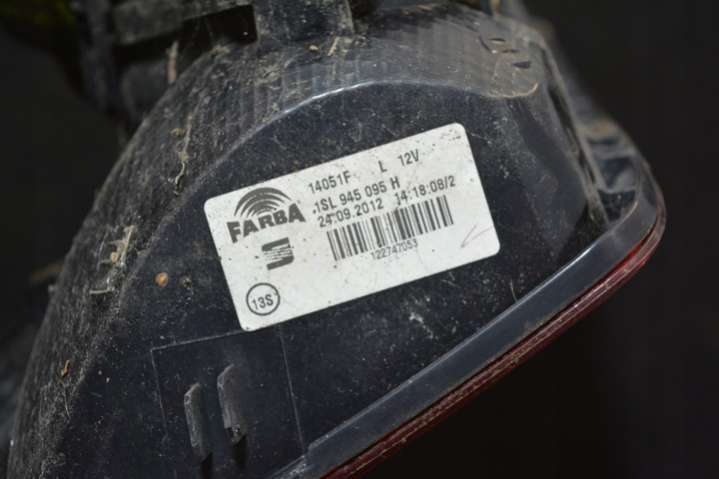 14051F L 12V
1SL 945 095 H
24.09.2012 14:18:08/2
FARBA
122747053
13S